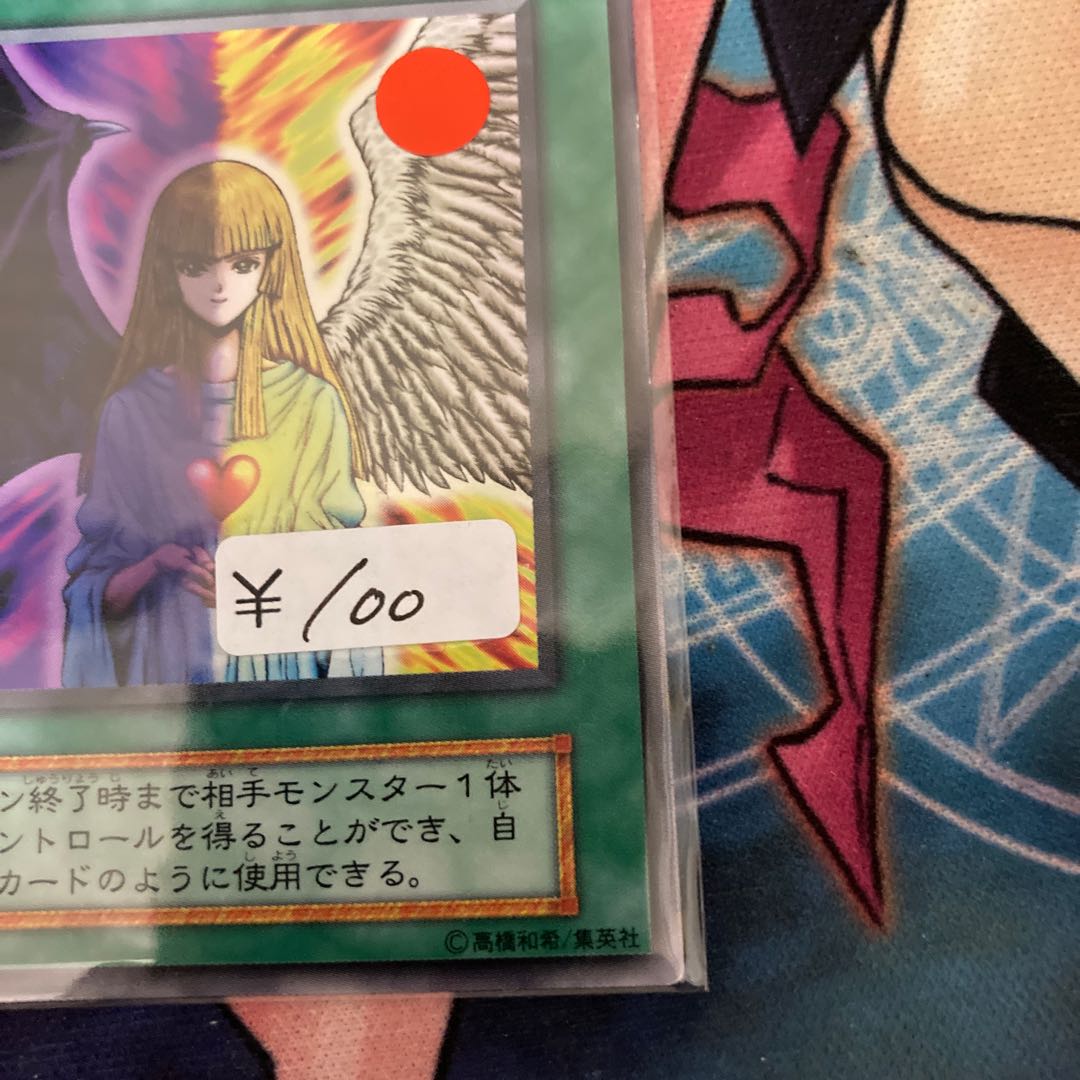 ¥100
ン終了時まで相手モンスター1体
ントロールを得ることができ、自
カードのように使用できる。
©高橋和希/集英社